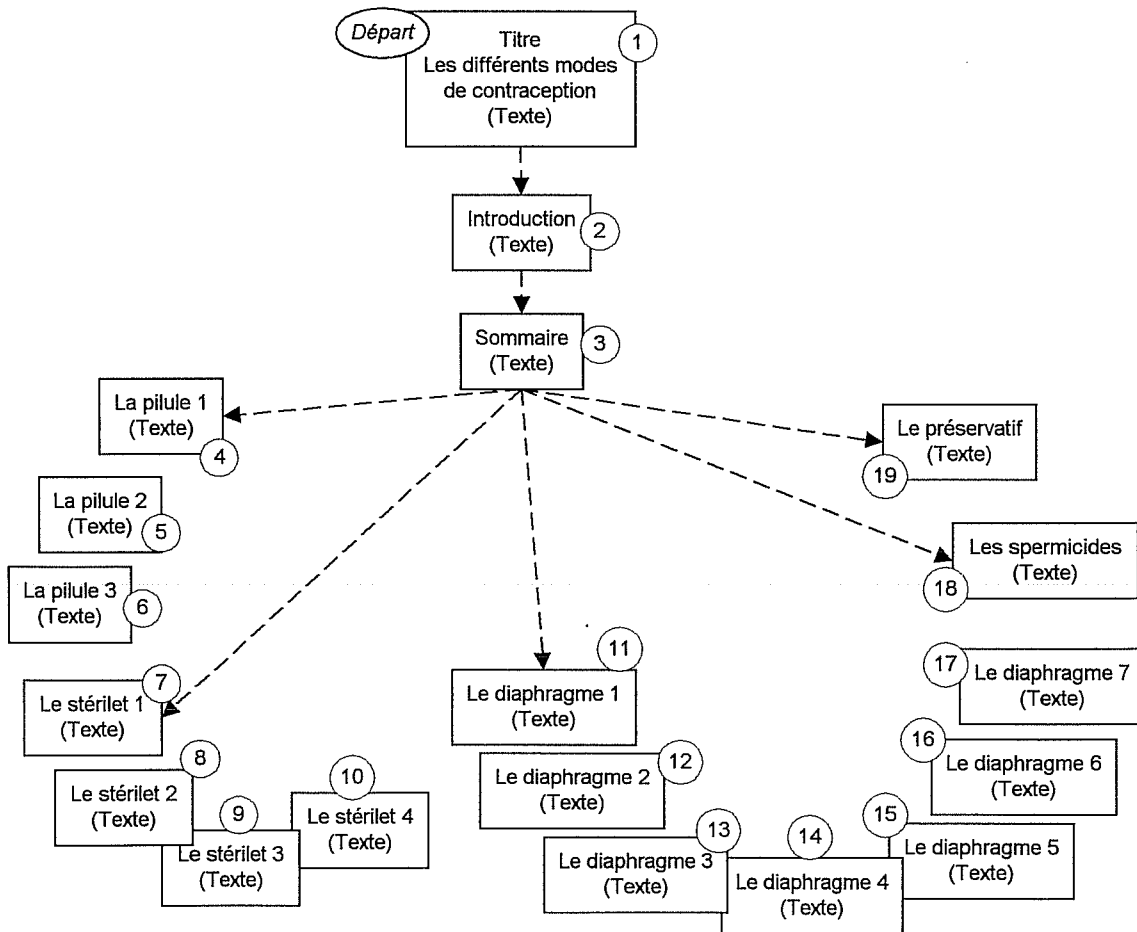 Départ
1
Titre
Les différents modes
de contraception
(Texte)
Introduction
(Texte)
2
Sommaire
(Texte)
3
La pilule 1
(Texte)
4
La pilule 2
(Texte)
5
La pilule 3
(Texte)
6
7
Le stérilet 1
(Texte)
8
Le stérilet 2
(Texte)
9
Le stérilet 3
(Texte)
10
Le stérilet 4
(Texte)
11
Le diaphragme 1
(Texte)
12
Le diaphragme 2
(Texte)
13
Le diaphragme 3
(Texte)
14
Le diaphragme 4
(Texte)
15
Le diaphragme 5
(Texte)
16
Le diaphragme 6
(Texte)
17
Le diaphragme 7
(Texte)
Les spermicides
(Texte)
18
Le préservatif
(Texte)
19